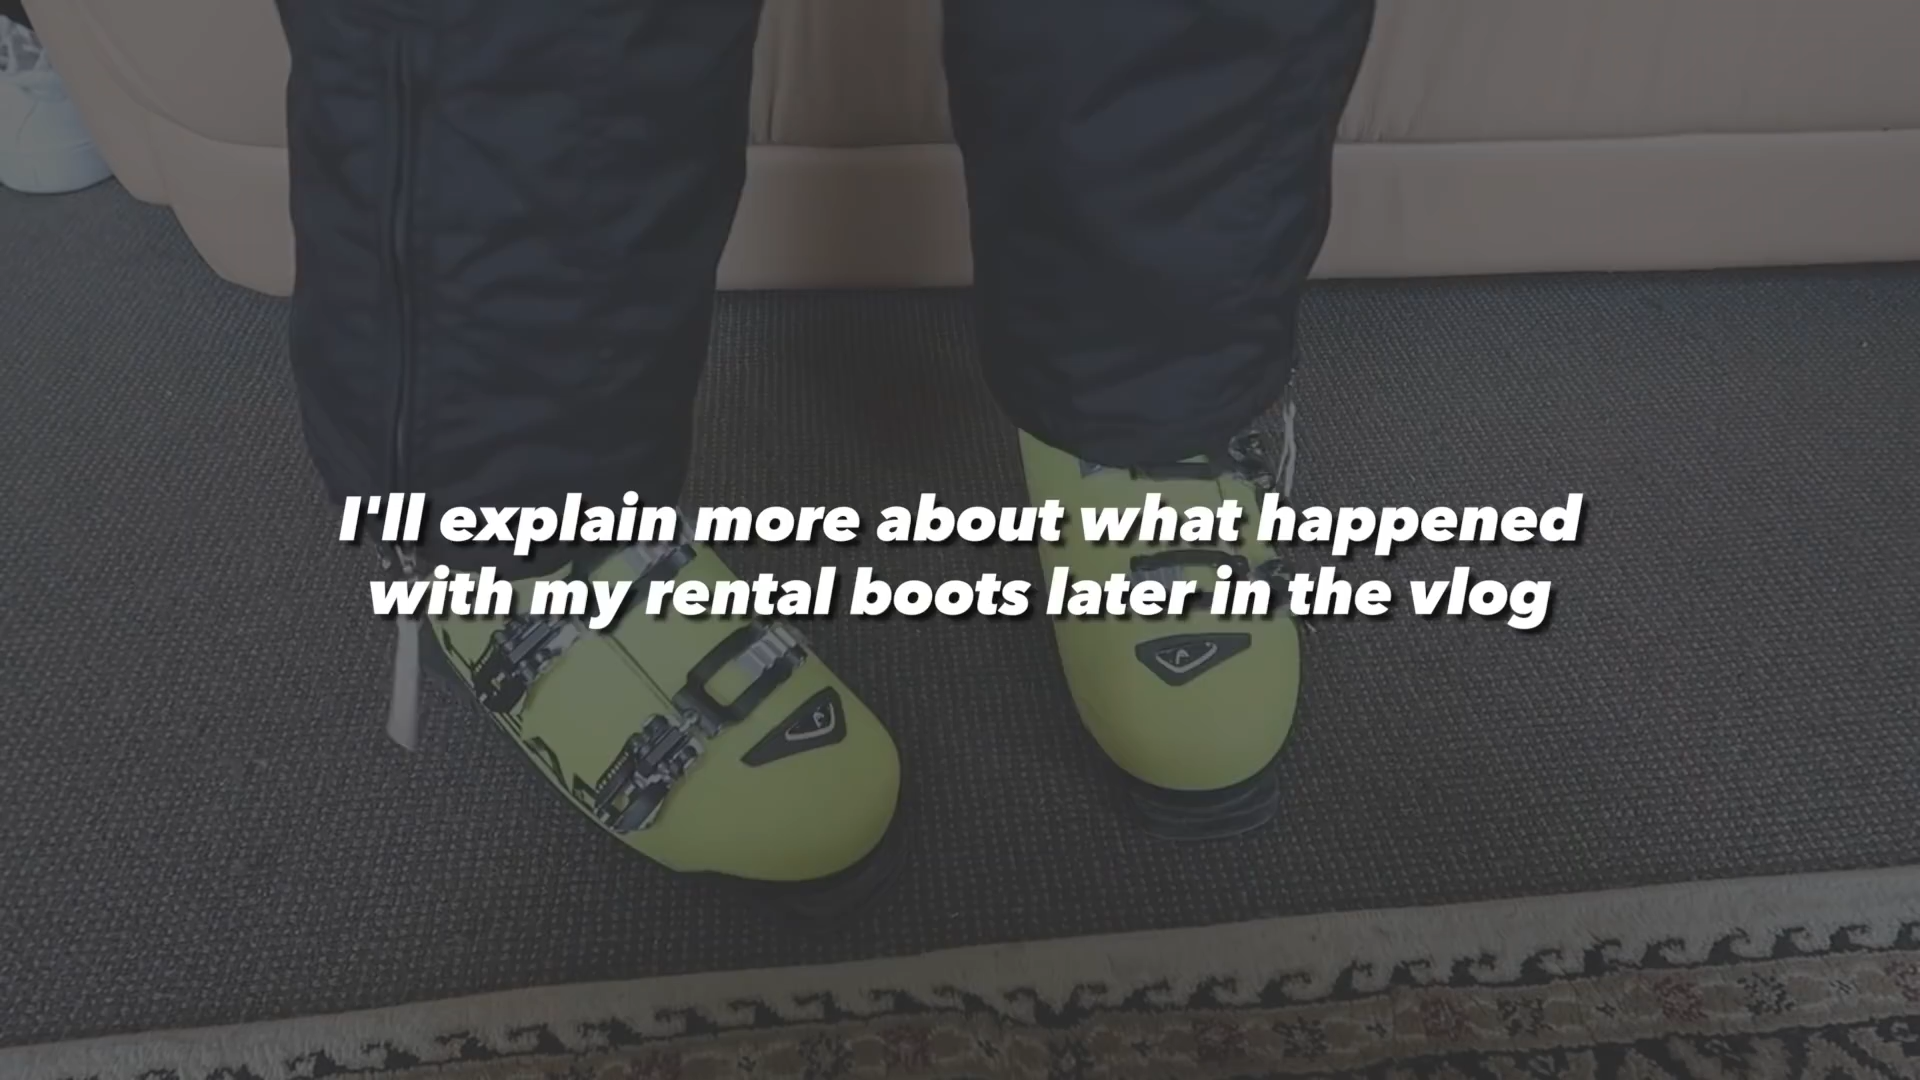 I'll explain more about what happened
with my rental boots later in the vlog